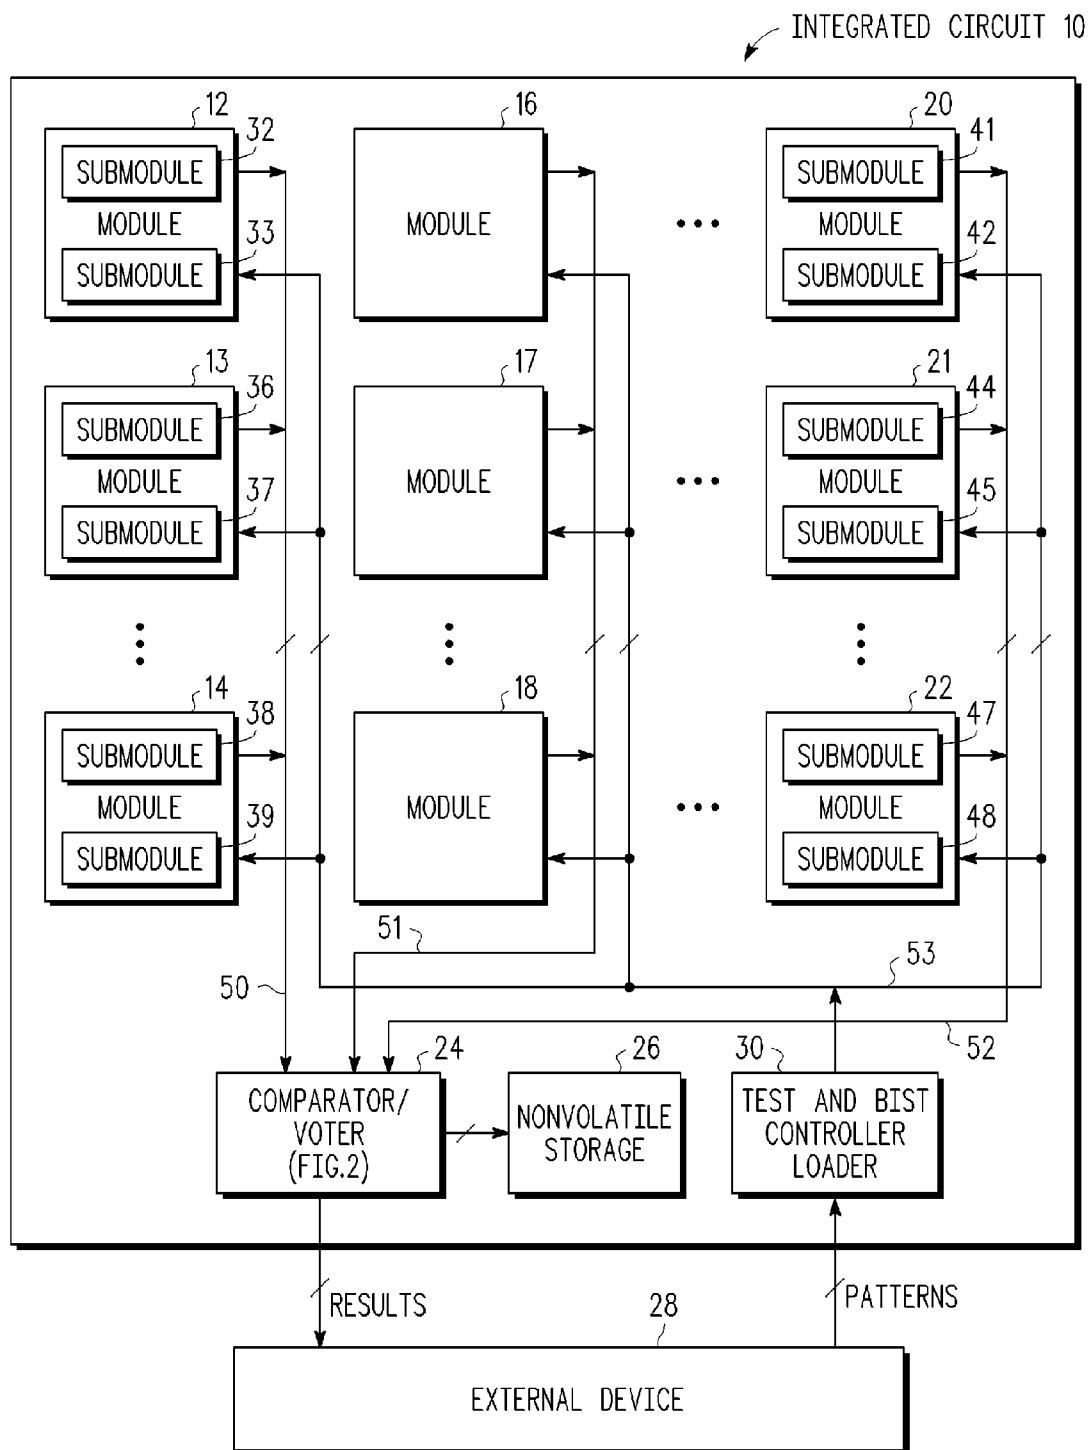 INTEGRATED CIRCUIT 10
12
16
20
32
41
SUBMODULE
SUBMODULE
MODULE
MODULE
MODULE
33
42
SUBMODULE
SUBMODULE
13
17
21
36
44
SUBMODULE
SUBMODULE
MODULE
MODULE
MODULE
37
45
SUBMODULE
SUBMODULE
14
18
22
38
47
SUBMODULE
SUBMODULE
MODULE
MODULE
MODULE
39
48
SUBMODULE
SUBMODULE
51
53
50
52
24
26
30
COMPARATOR/
VOTER
(FIG.2)
NONVOLATILE
STORAGE
TEST AND BIST
CONTROLLER
LOADER
RESULTS
PATTERNS
28
EXTERNAL DEVICE